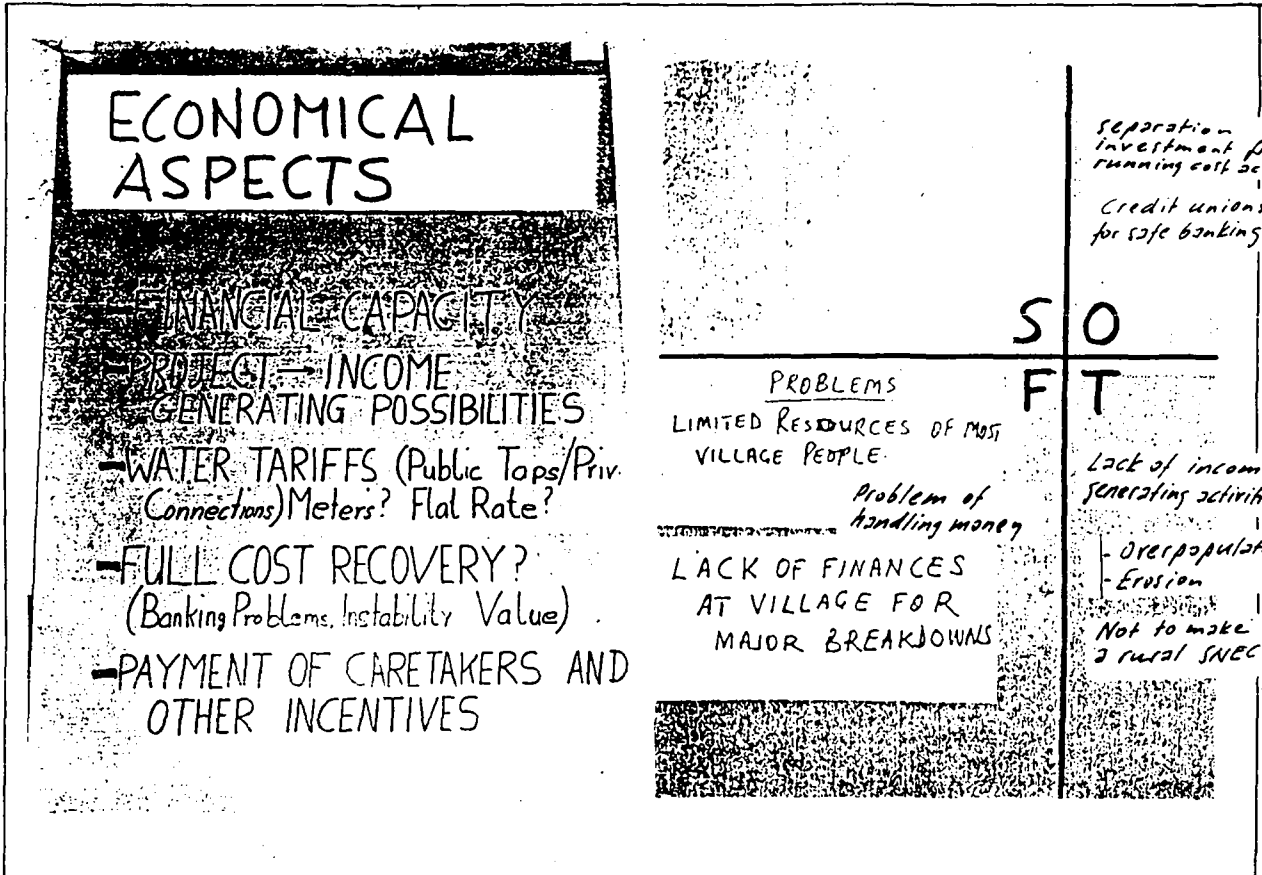 ECONOMICAL
ASPECTS
- FINANCIAL CAPACITY
- PROJECT → INCOME
GENERATING POSSIBILITIES
- WATER TARIFFS (Public Taps/Priv.
Connections) Meters? Flat Rate?
- FULL COST RECOVERY?
(Banking Problems, Instability Value)
- PAYMENT OF CARETAKERS AND
OTHER INCENTIVES
separation
investment
running cost
Credit unions
for safe banking
S O
F T
PROBLEMS
LIMITED RESSOURCES OF MOST
VILLAGE PEOPLE.
Problem of
handling money
LACK OF FINANCES
AT VILLAGE FOR
MAJOR BREAKDOWNS
Lack of incom
generating activit
- Overpopulat
- Erosion
Not to make
a rural SNEC